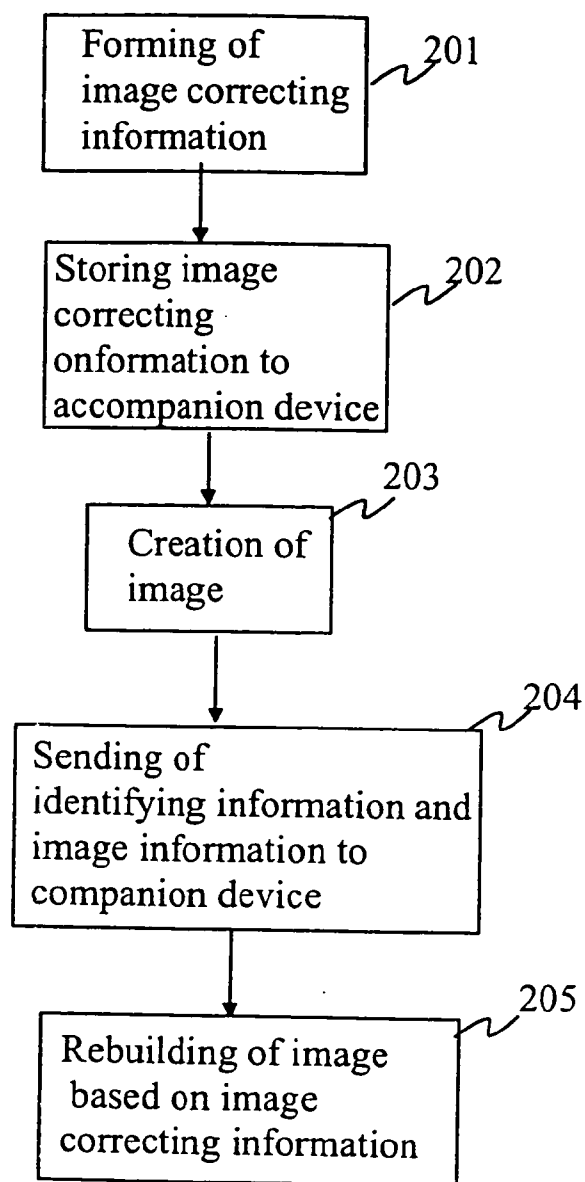 Forming of
image correcting
information
201
Storing image
correcting
onformation to
accompanion device
202
203
Creation of
image
204
Sending of
identifying information and
image information to
companion device
205
Rebuilding of image
based on image
correcting information